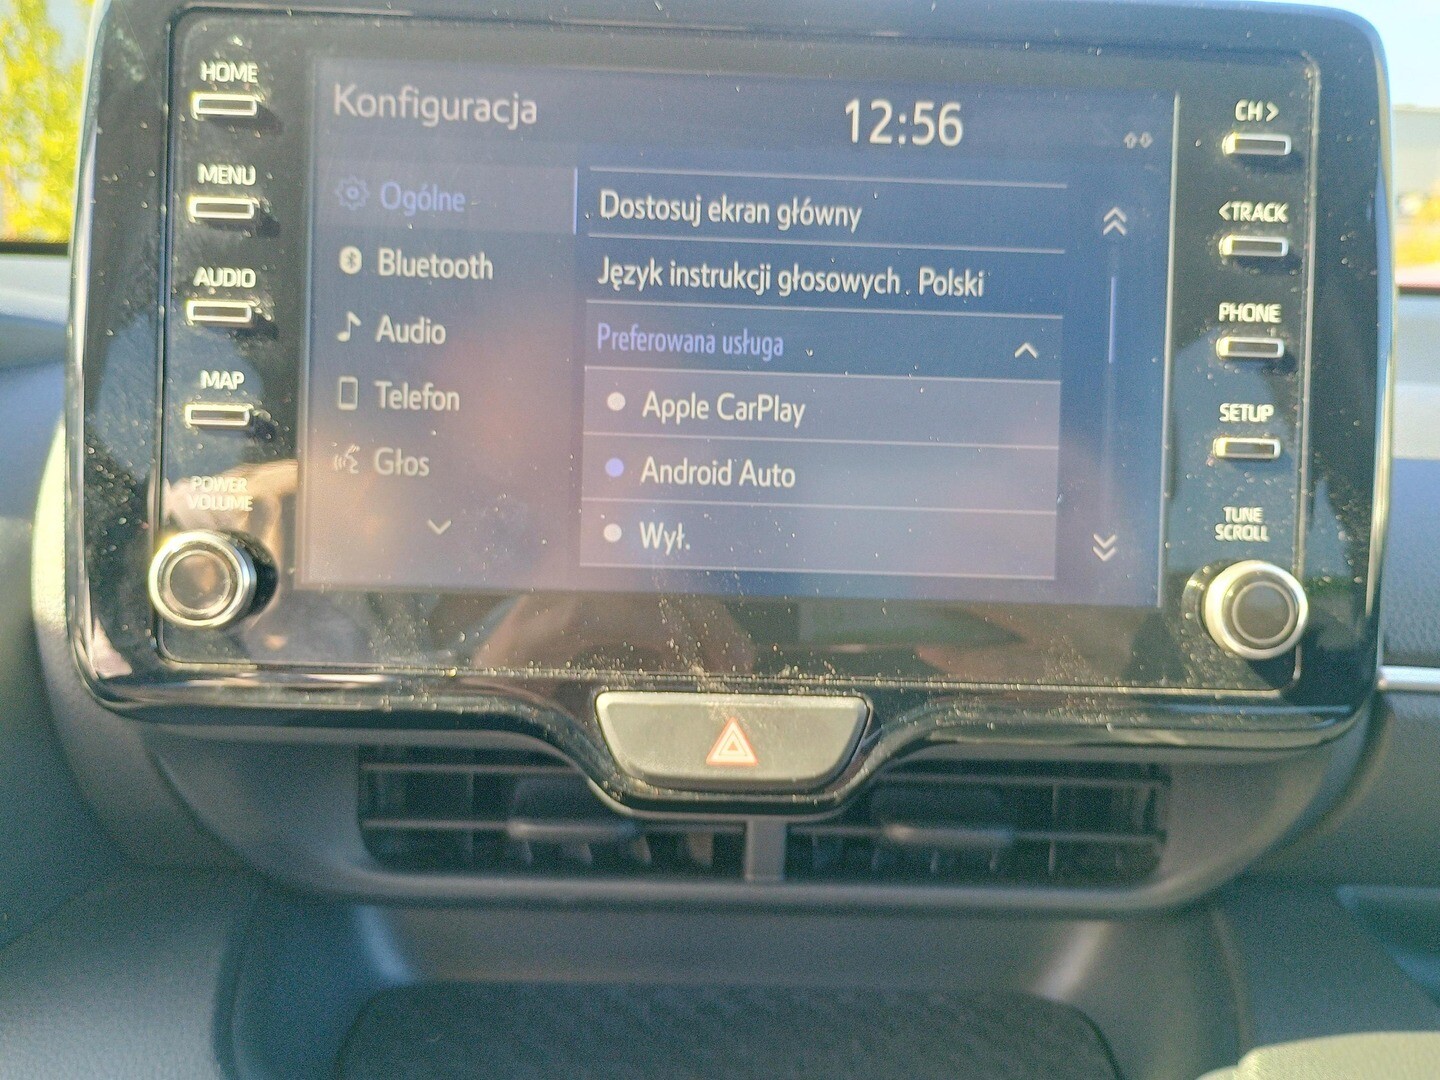 HOME
MENU
AUDIO
MAP
POWER
VOLUME
Konfiguracja
12:56
Ogólne
Bluetooth
Audio
Telefon
Głos
Dostosuj ekran główny
Język instrukcji głosowych Polski
Preferowana usługa
Apple CarPlay
Android Auto
Wył.
CH>
<TRACK
PHONE
SETUP
TUNE
SCROLL